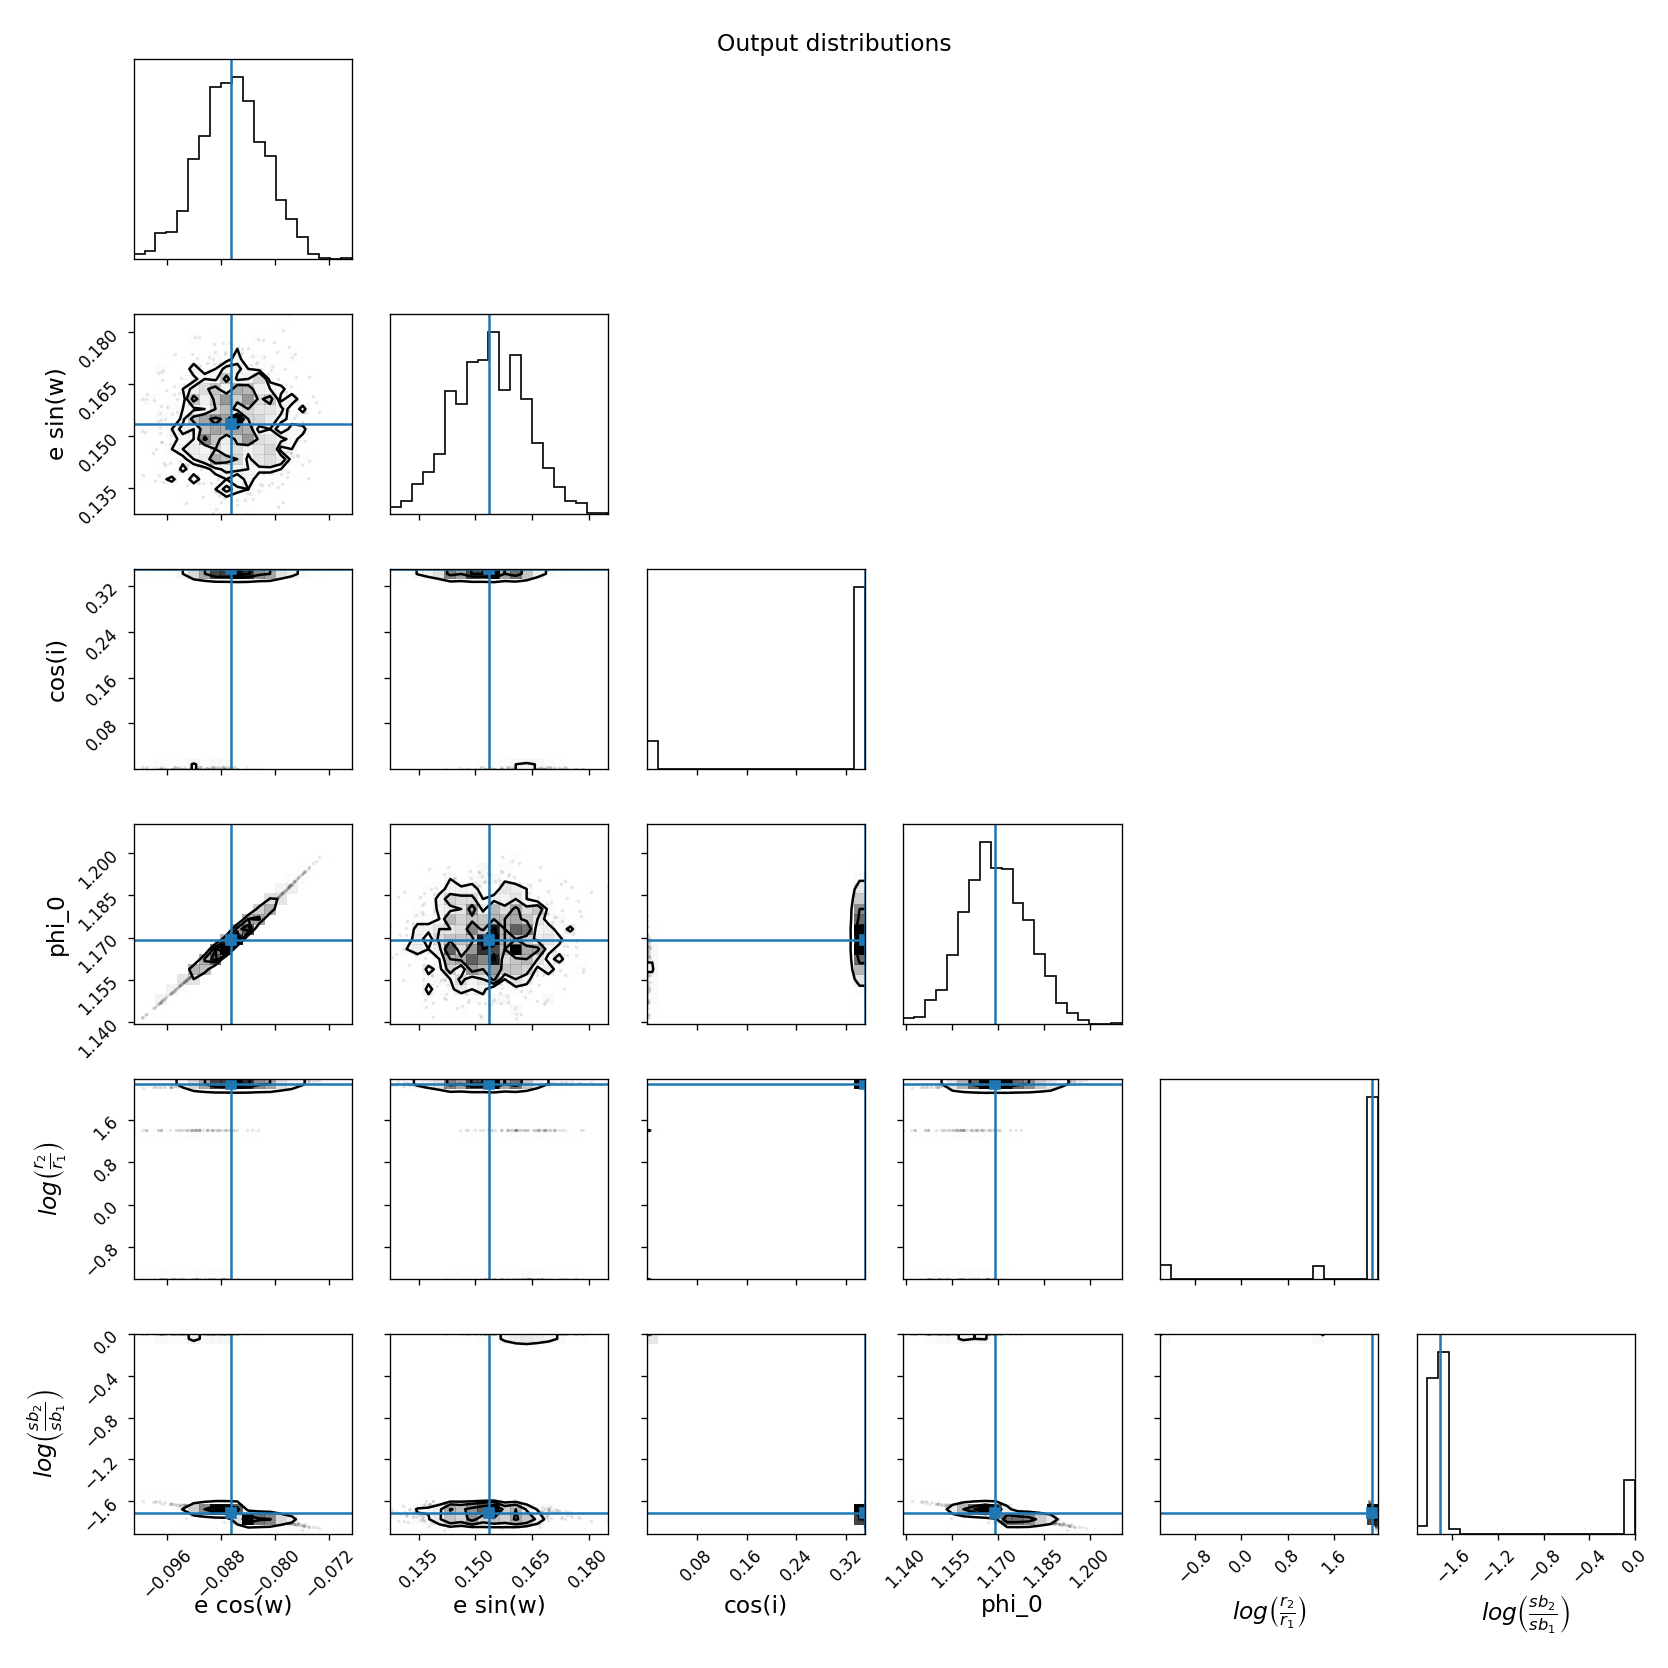 Output distributions
0.180
0.165
0.150
0.135
e sin(w)
0.32
0.24
0.16
0.08
cos(i)
1.200
1.185
1.170
1.155
1.140
phi_0
1.6
0.8
0.0
−0.8
log(r₂/r₁)
0.0
−0.4
−0.8
−1.2
−1.6
log(sb₂/sb₁)
−0.096 −0.088 −0.080 −0.072
0.135 0.150 0.165 0.180
0.08 0.16 0.24 0.32
1.140 1.155 1.170 1.185 1.200
−0.8 0.0 0.8 1.6
−1.6 −1.2 −0.8 −0.4 0.0
e cos(w) e sin(w) cos(i) phi_0 log(r₂/r₁) log(sb₂/sb₁)